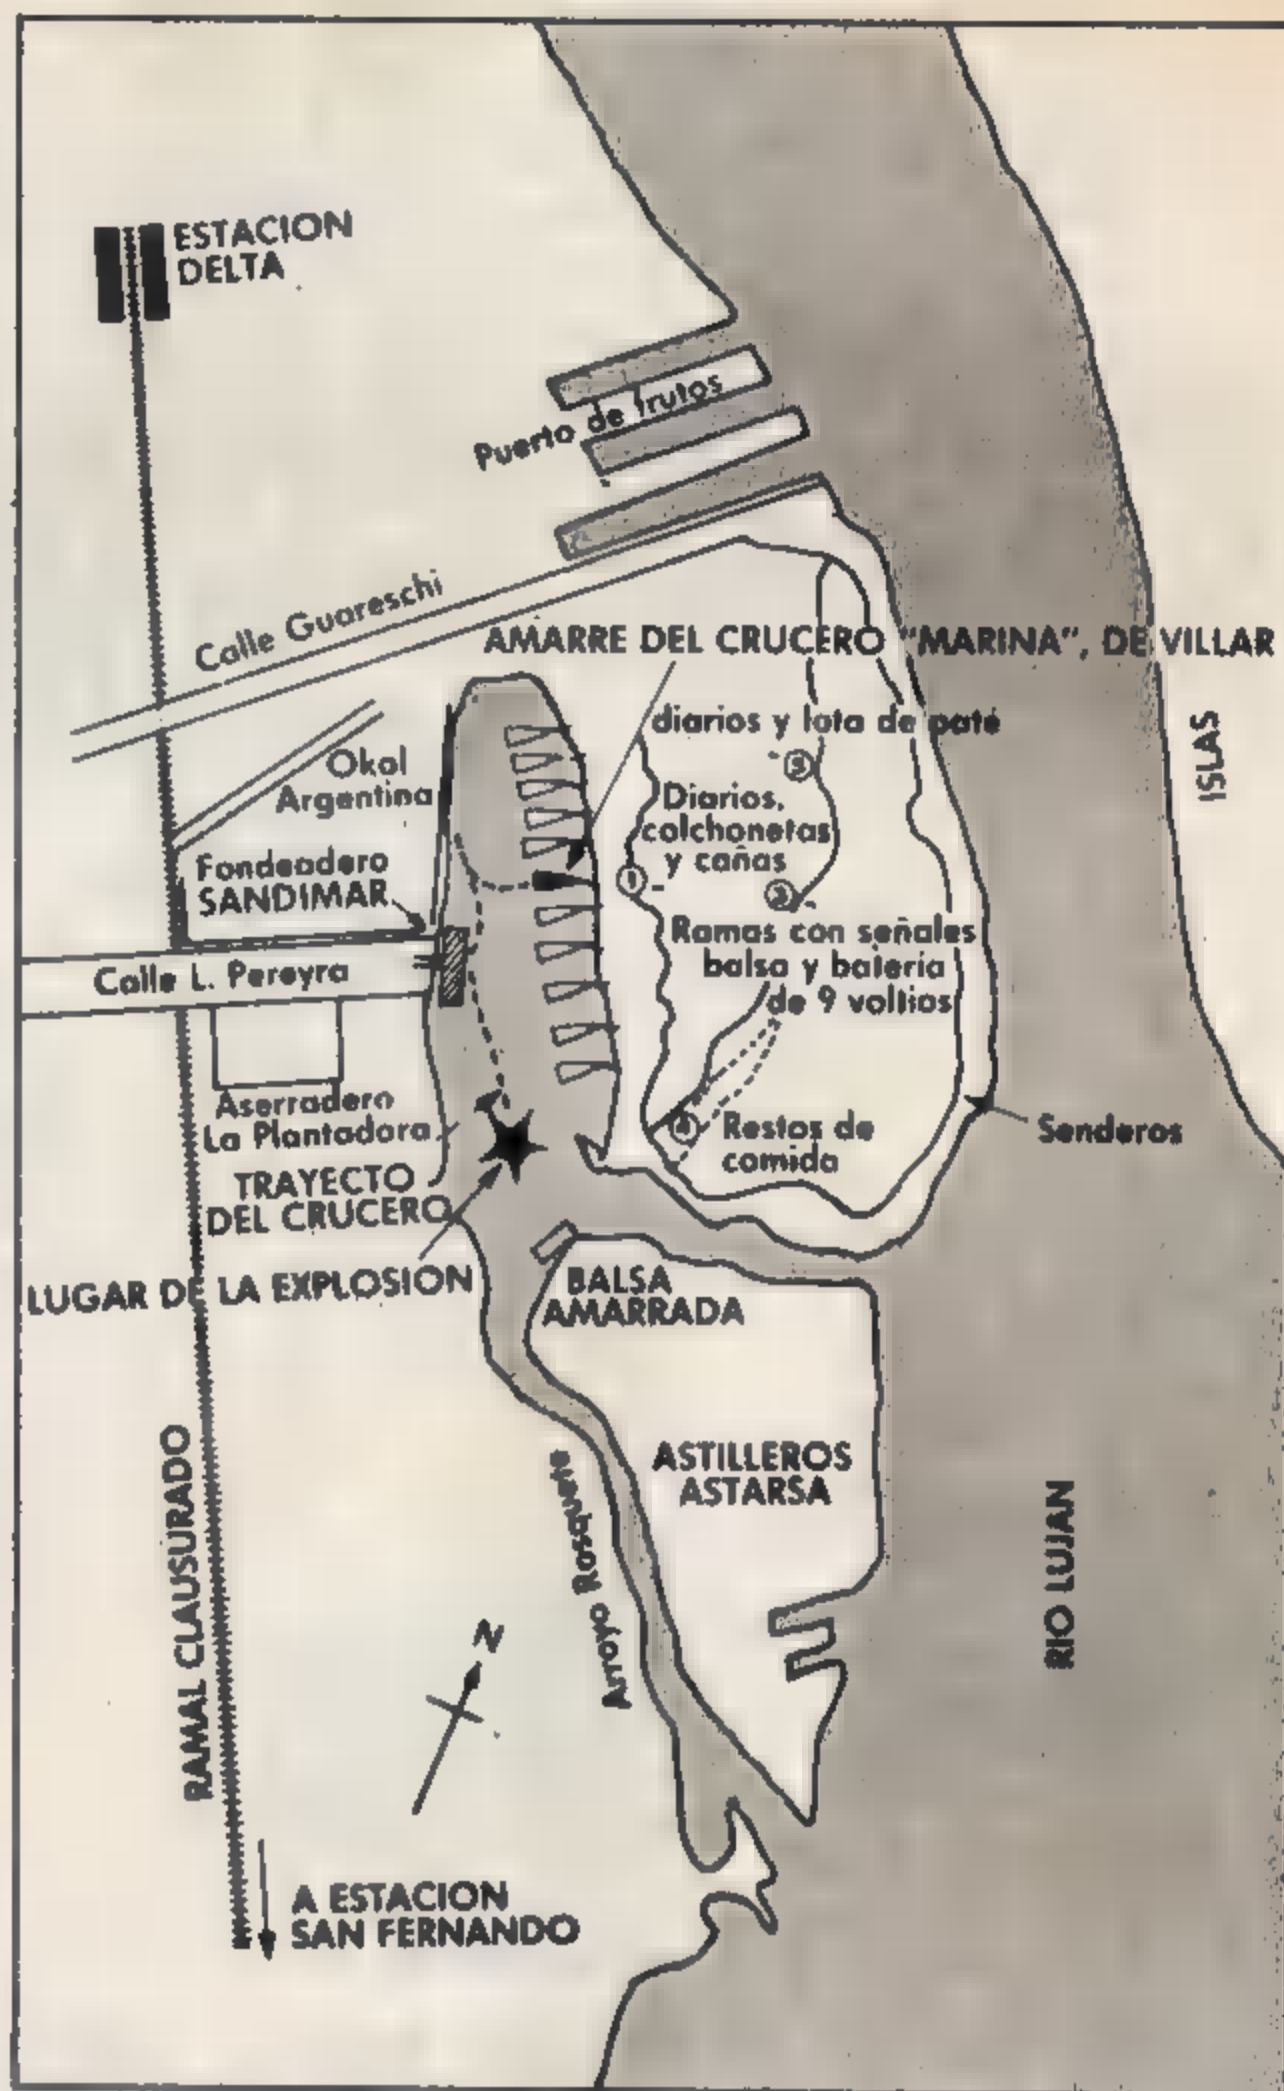 ESTACION
DELTA
Puerto de frutos
Calle Guareschi
AMARRE DEL CRUCERO "MARINA", DE VILLAR
diarios y lata de paté
2
ISLAS
Okal
Argentina
Diarios,
colchonetas
y cañas
1
3
Fondeadero
SANDIMAR
Ramas con señales
balsa y batería
de 9 voltios
Calle L. Pereyra
Aserradero
La Plantadora
4
Restos de
comida
Senderos
TRAYECTO
DEL CRUCERO
LUGAR DE LA EXPLOSION
BALSA
AMARRADA
ASTILLEROS
ASTARSA
Arroyo Rosquete
RIO LUJAN
RAMAL CLAUSURADO
N
A ESTACION
SAN FERNANDO